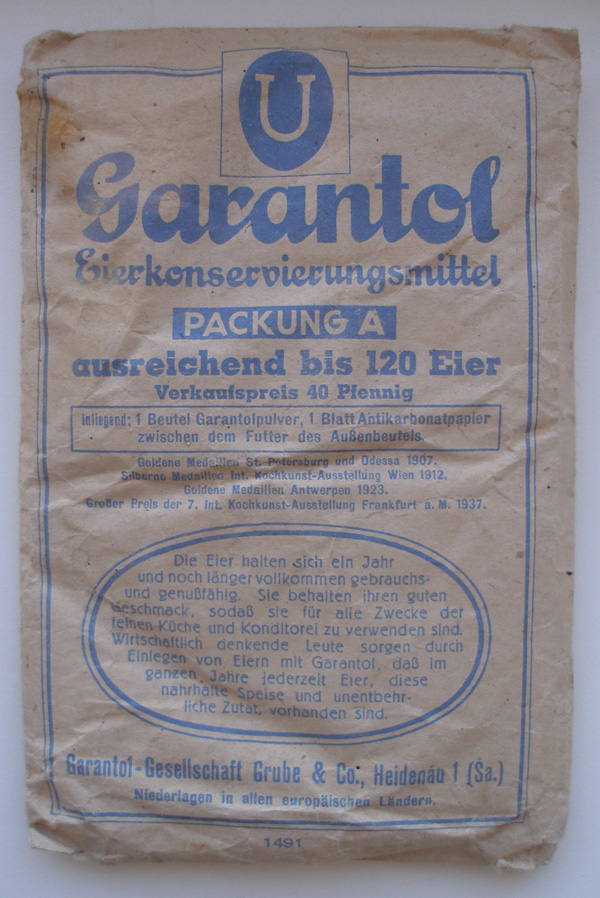 U
Garantol
Eierkonservierungsmittel
PACKUNG A
ausreichend bis 120 Eier
Verkaufspreis 40 Pfennig
Inliegend: 1 Beutel Garantolpulver, 1 Blatt Antikarbonatpapier
zwischen dem Futter des Außenbeutels.
Goldene Medaillen St. Petersburg und Odessa 1907.
Silberne Medaillen Int. Kochkunst-Ausstellung Wien 1912.
Goldene Medaillen Antwerpen 1923.
Großer Preis der 7. Int. Kochkunst-Ausstellung Frankfurt a. M. 1937.
Die Eier halten sich ein Jahr
und noch länger vollkommen gebrauchs-
und genußfähig. Sie behalten ihren guten
Geschmack, sodaß sie für alle Zwecke der
feinen Küche und Konditorei zu verwenden sind.
Wirtschaftlich denkende Leute sorgen durch
Einlegen von Eiern mit Garantol, daß im
ganzen Jahre jederzeit Eier, diese
nahrhafte Speise und unentbehr-
liche Zutat, vorhanden sind.
Garantol-Gesellschaft Grube & Co., Heidenau 1 (Sa.)
Niederlagen in allen europäischen Ländern.
1491